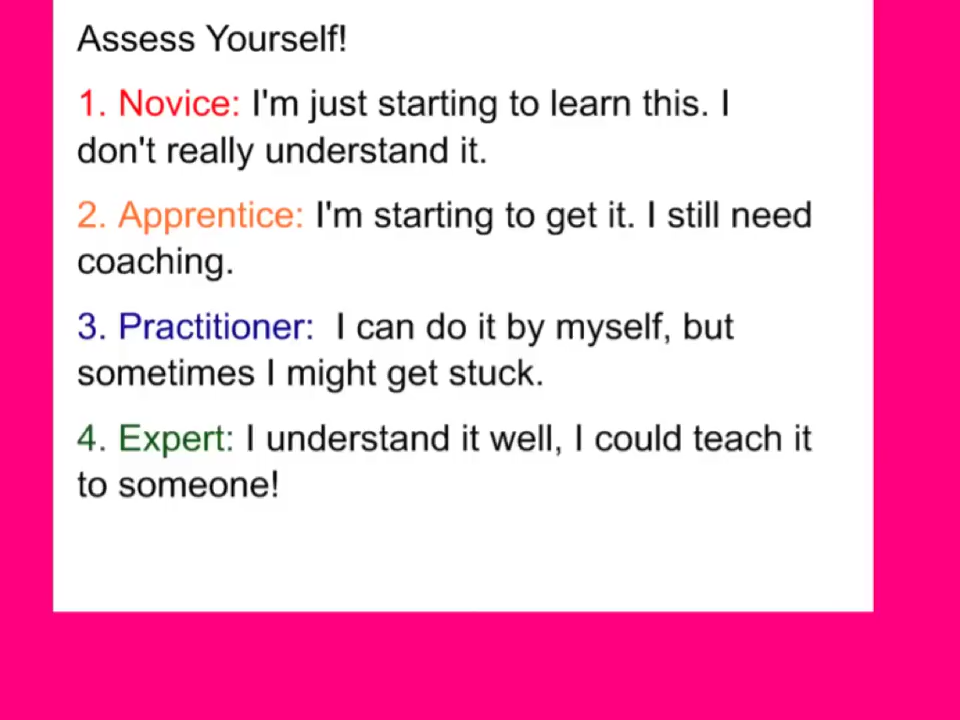 Assess Yourself!
1. Novice: I'm just starting to learn this. I
don't really understand it.
2. Apprentice: I'm starting to get it. I still need
coaching.
3. Practitioner:  I can do it by myself, but
sometimes I might get stuck.
4. Expert: I understand it well, I could teach it
to someone!